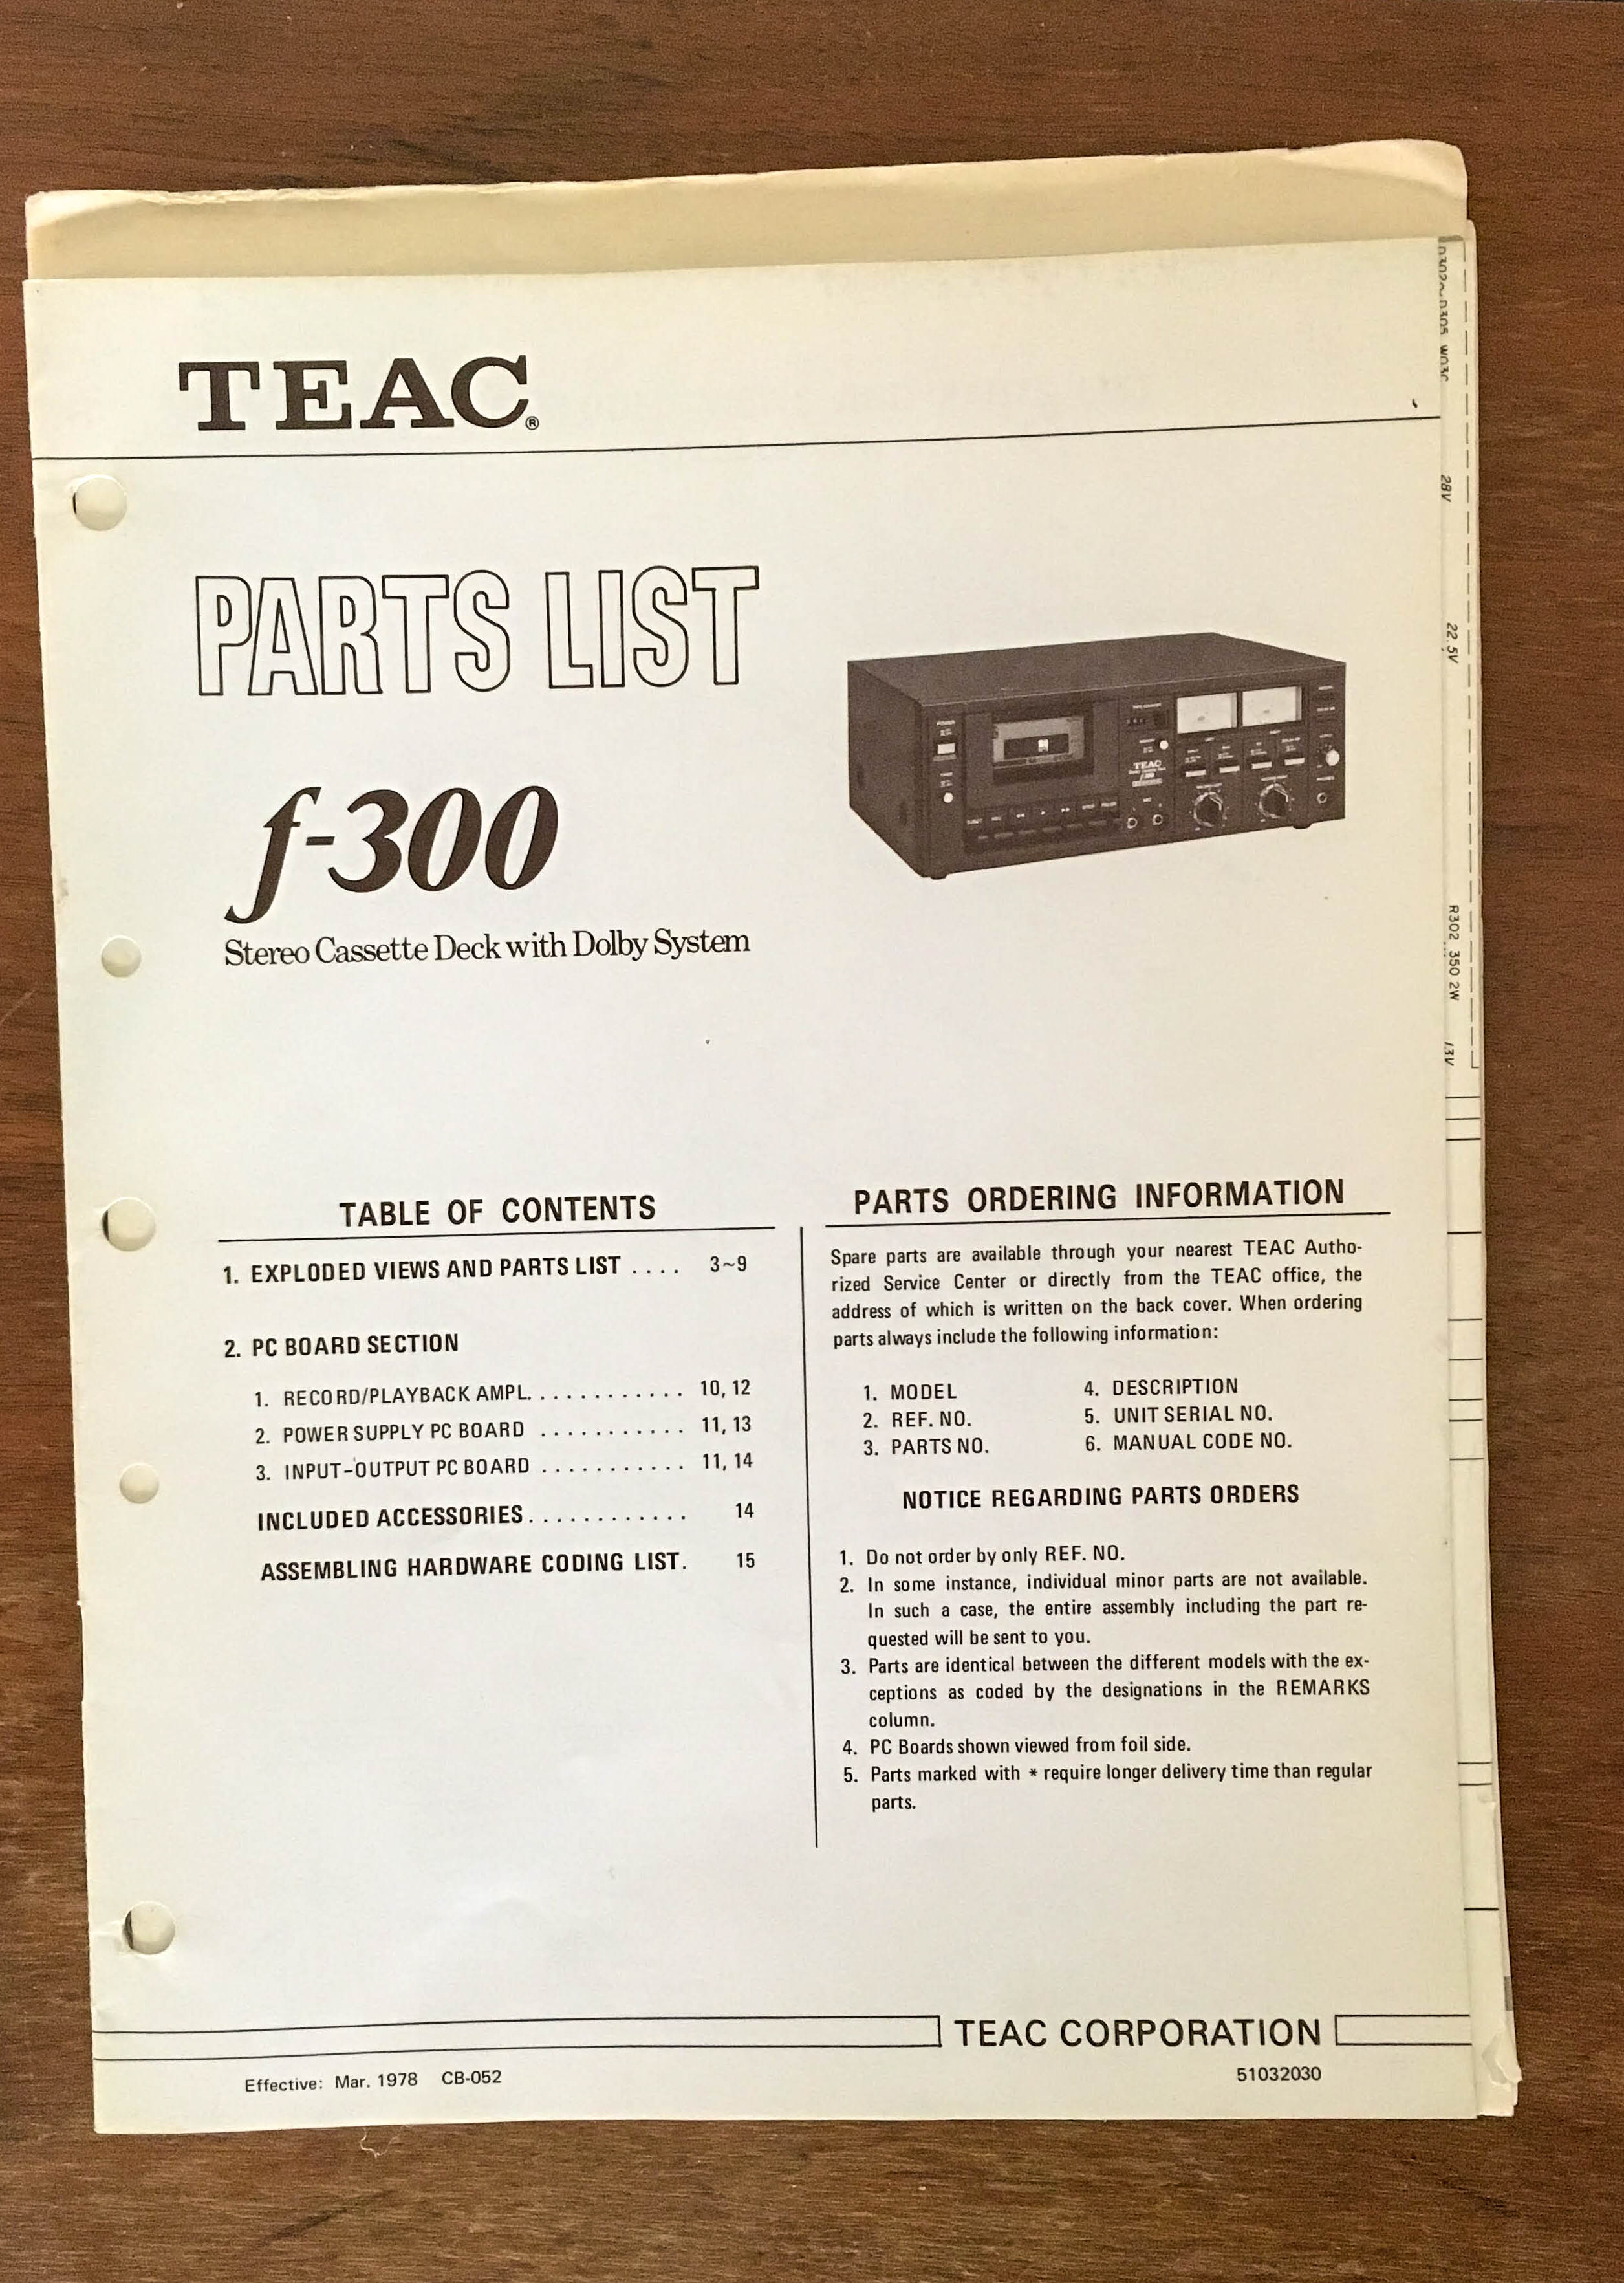 TEAC®
PARTS LIST
f-300
Stereo Cassette Deck with Dolby System
TEAC
TABLE OF CONTENTS
1. EXPLODED VIEWS AND PARTS LIST .... 3~9
2. PC BOARD SECTION
1. RECORD/PLAYBACK AMPL. ........... 10, 12
2. POWER SUPPLY PC BOARD ........... 11, 13
3. INPUT-OUTPUT PC BOARD ........... 11, 14
INCLUDED ACCESSORIES............ 14
ASSEMBLING HARDWARE CODING LIST. 15
PARTS ORDERING INFORMATION
Spare parts are available through your nearest TEAC Autho-
rized Service Center or directly from the TEAC office, the
address of which is written on the back cover. When ordering
parts always include the following information:
1. MODEL
2. REF. NO.
3. PARTS NO.
4. DESCRIPTION
5. UNIT SERIAL NO.
6. MANUAL CODE NO.
NOTICE REGARDING PARTS ORDERS
1. Do not order by only REF. NO.
2. In some instance, individual minor parts are not available.
In such a case, the entire assembly including the part re-
quested will be sent to you.
3. Parts are identical between the different models with the ex-
ceptions as coded by the designations in the REMARKS
column.
4. PC Boards shown viewed from foil side.
5. Parts marked with * require longer delivery time than regular
parts.
TEAC CORPORATION
Effective: Mar. 1978 CB-052
51032030
28V
22.5V
R302 350 2W
13V